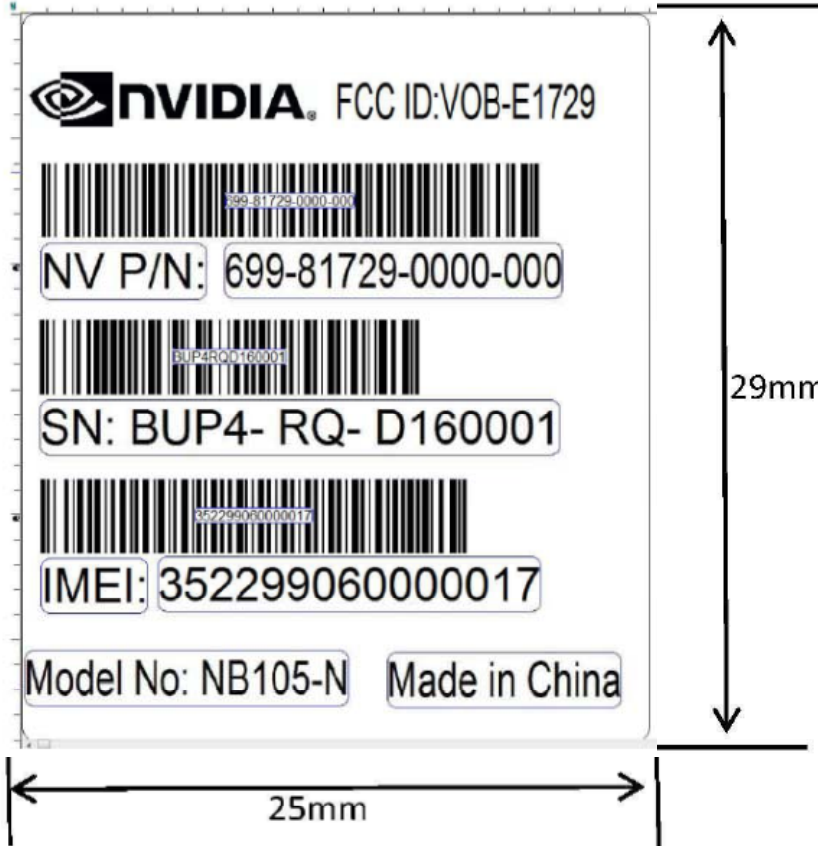 nVIDIA. FCC ID:VOB-E1729
699-81729-0000-000
NV P/N: 699-81729-0000-000
BUP4RQD160001
SN: BUP4- RQ- D160001
352299060000017
IMEI: 352299060000017
Model No: NB105-N Made in China
29mm
25mm